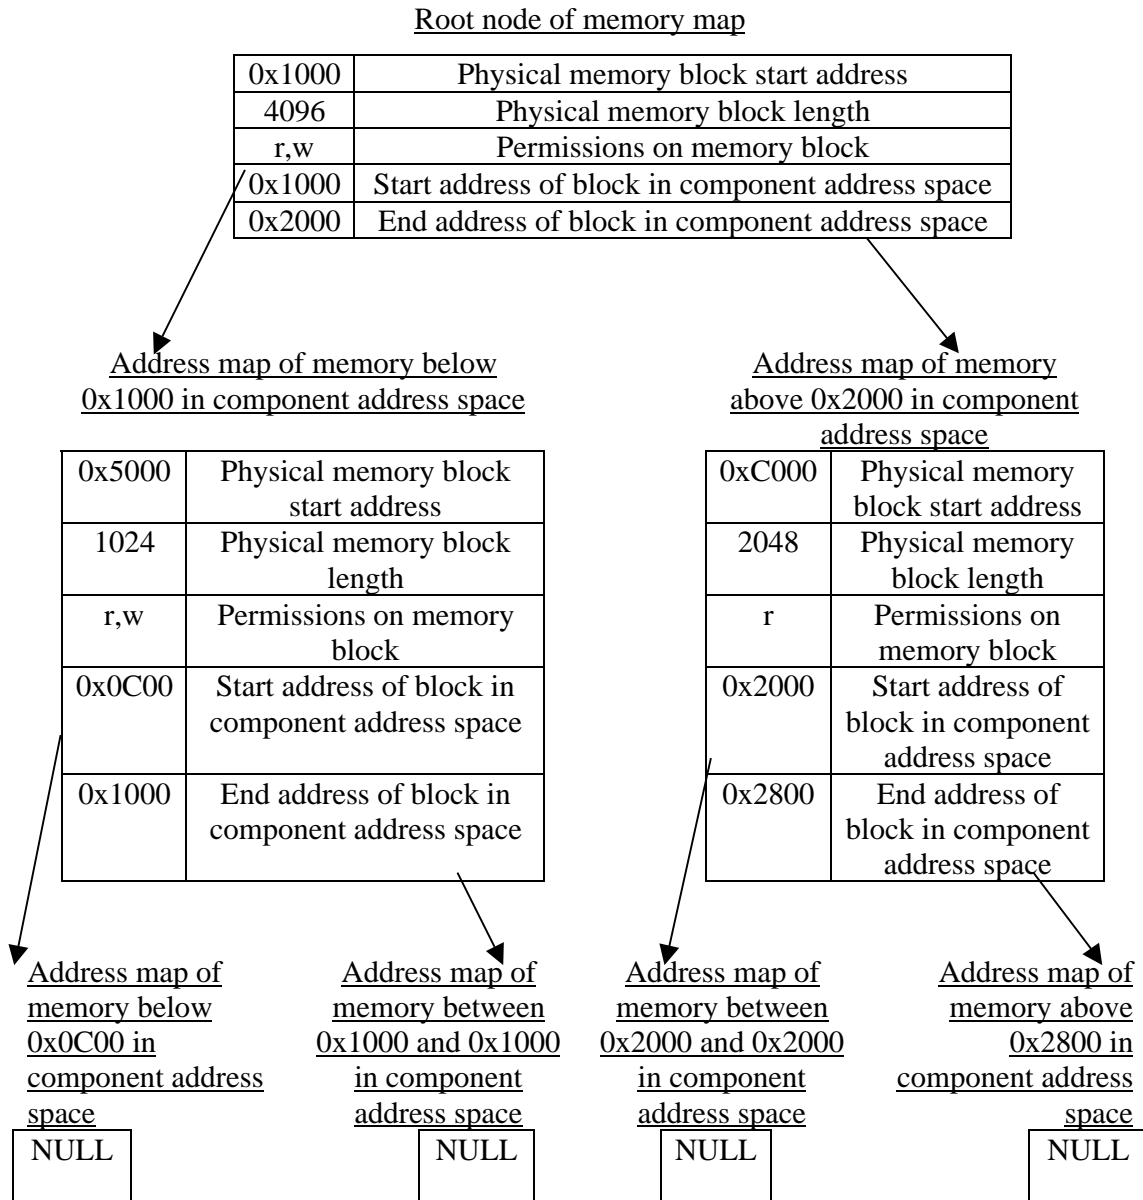 Root node of memory map
0x1000 Physical memory block start address
4096 Physical memory block length
r,w Permissions on memory block
0x1000 Start address of block in component address space
0x2000 End address of block in component address space
Address map of memory below
0x1000 in component address space
0x5000 Physical memory block
start address
1024 Physical memory block
length
r,w Permissions on memory
block
0x0C00 Start address of block in
component address space
0x1000 End address of block in
component address space
Address map of memory
above 0x2000 in component
address space
0xC000 Physical memory
block start address
2048 Physical memory
block length
r Permissions on
memory block
0x2000 Start address of
block in component
address space
0x2800 End address of
block in component
address space
Address map of
memory below
0x0C00 in
component address
space
NULL
Address map of
memory between
0x1000 and 0x1000
in component
address space
NULL
Address map of
memory between
0x2000 and 0x2000
in component
address space
NULL
Address map of
memory above
0x2800 in
component address
space
NULL